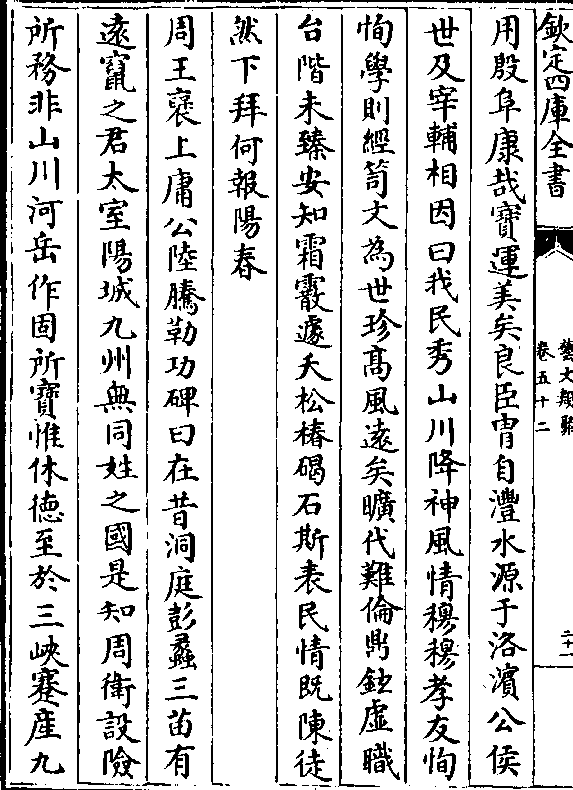 欽定四庫全書
藝文類聚
卷五十二
二十一
用殷阜康哉寶運美矣良臣胄自灃水源于洛濱公侯
世及宰輔相因曰我民秀山川降神風情穆穆孝友恂
恂學則經笥文為世珍高風遠矣曠代難倫鼎鉉虛職
台階未臻安知霜霰遽夭松椿碣石斯表民情既陳徒
然下拜何報陽春
周王襃上庸公陸騰勒功碑曰在昔洞庭彭蠡三苗有
遠竄之君太室陽城九州無同姓之國是知周衛設險
所務非山川河岳作固所寶惟休徳至於三峽蹇産九